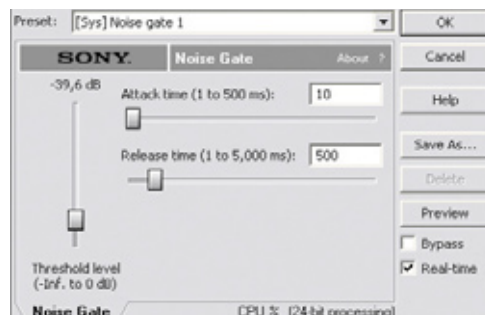 Preset: [Sys] Noise gate 1
OK
SONY. Noise Gate About ?
Cancel
-39,6 dB
Attack time (1 to 500 ms): 10
Help
Release time (1 to 5,000 ms): 500
Save As...
Delete
Preview
Bypass
Threshold level
(-Inf. to 0 dB)
Real-time
Noise Gate
CPU % [24-bit processing]